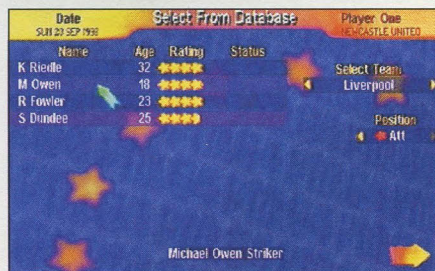 Date
SUN 20 SEP 1998
Select From Database
Player One
NEWCASTLE UNITED
Name Age Rating Status
K Riedle 32
M Owen 18
R Fowler 23
S Dundee 25
Select Team
Liverpool
Position
Att
Michael Owen Striker